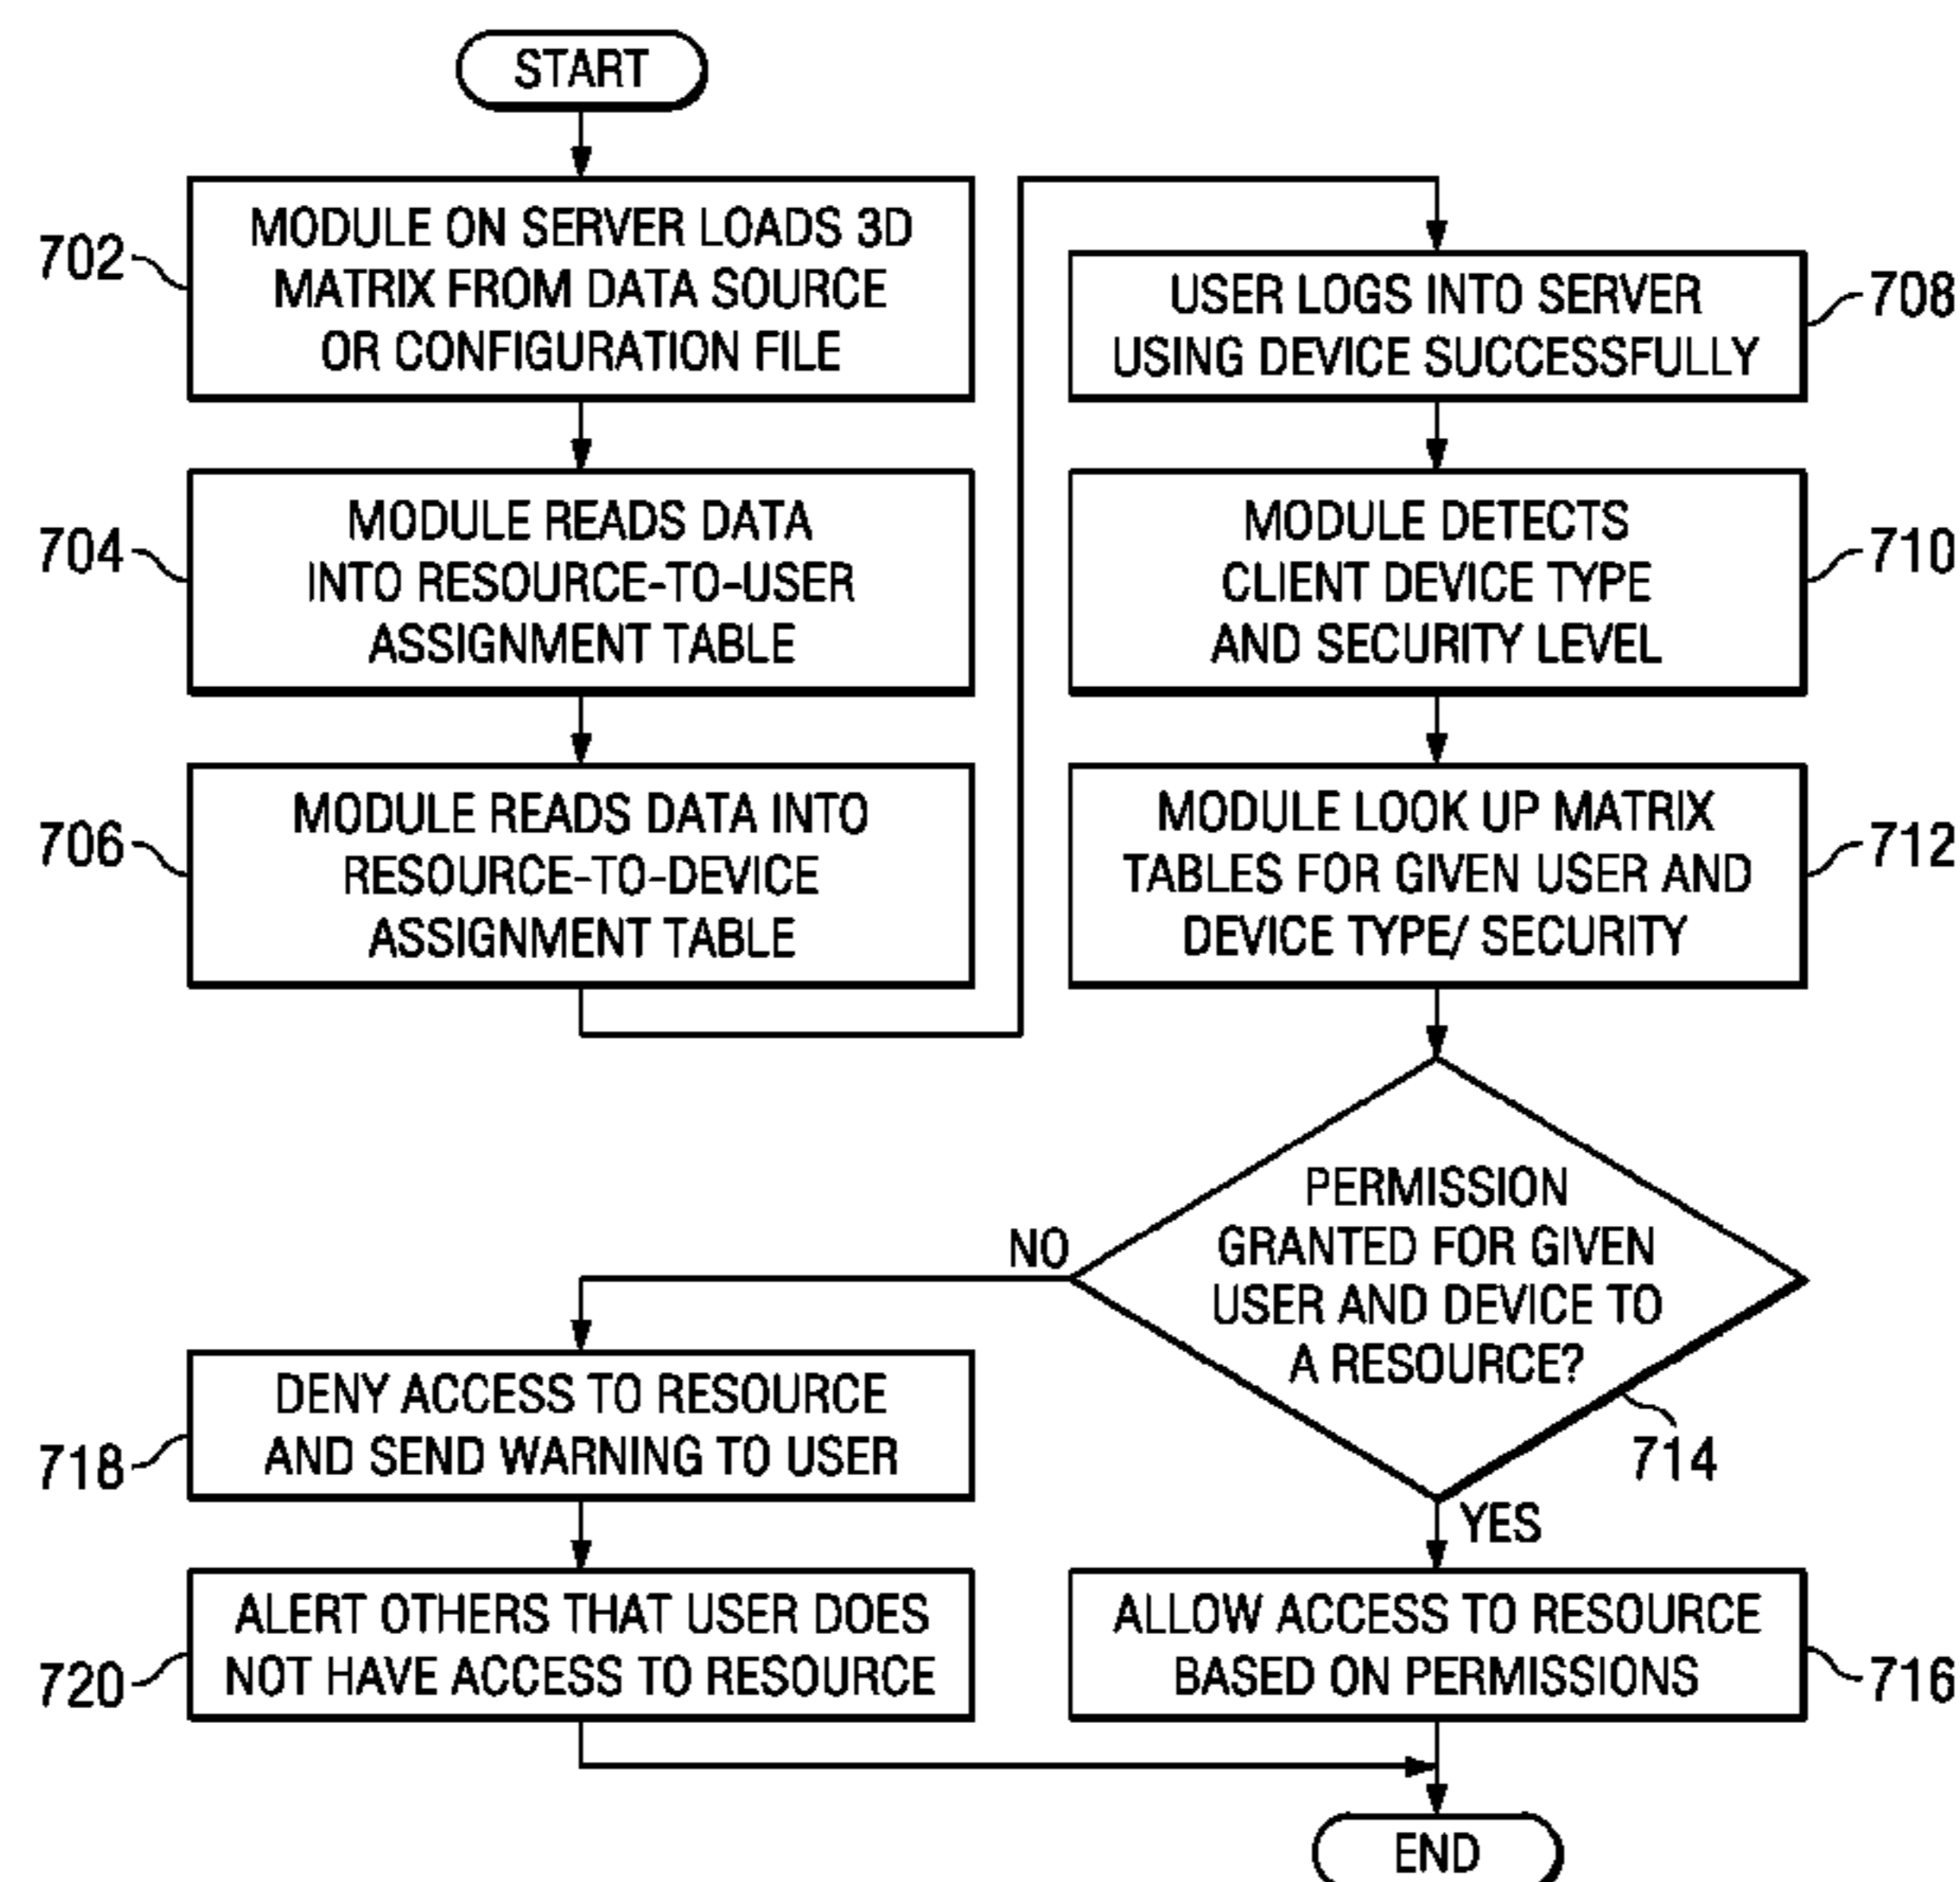 START
702
MODULE ON SERVER LOADS 3D
MATRIX FROM DATA SOURCE
OR CONFIGURATION FILE
704
MODULE READS DATA
INTO RESOURCE-TO-USER
ASSIGNMENT TABLE
706
MODULE READS DATA INTO
RESOURCE-TO-DEVICE
ASSIGNMENT TABLE
USER LOGS INTO SERVER
USING DEVICE SUCCESSFULLY
708
MODULE DETECTS
CLIENT DEVICE TYPE
AND SECURITY LEVEL
710
MODULE LOOK UP MATRIX
TABLES FOR GIVEN USER AND
DEVICE TYPE/ SECURITY
712
PERMISSION
GRANTED FOR GIVEN
USER AND DEVICE TO
A RESOURCE?
714
NO
YES
718
DENY ACCESS TO RESOURCE
AND SEND WARNING TO USER
720
ALERT OTHERS THAT USER DOES
NOT HAVE ACCESS TO RESOURCE
ALLOW ACCESS TO RESOURCE
BASED ON PERMISSIONS
716
END